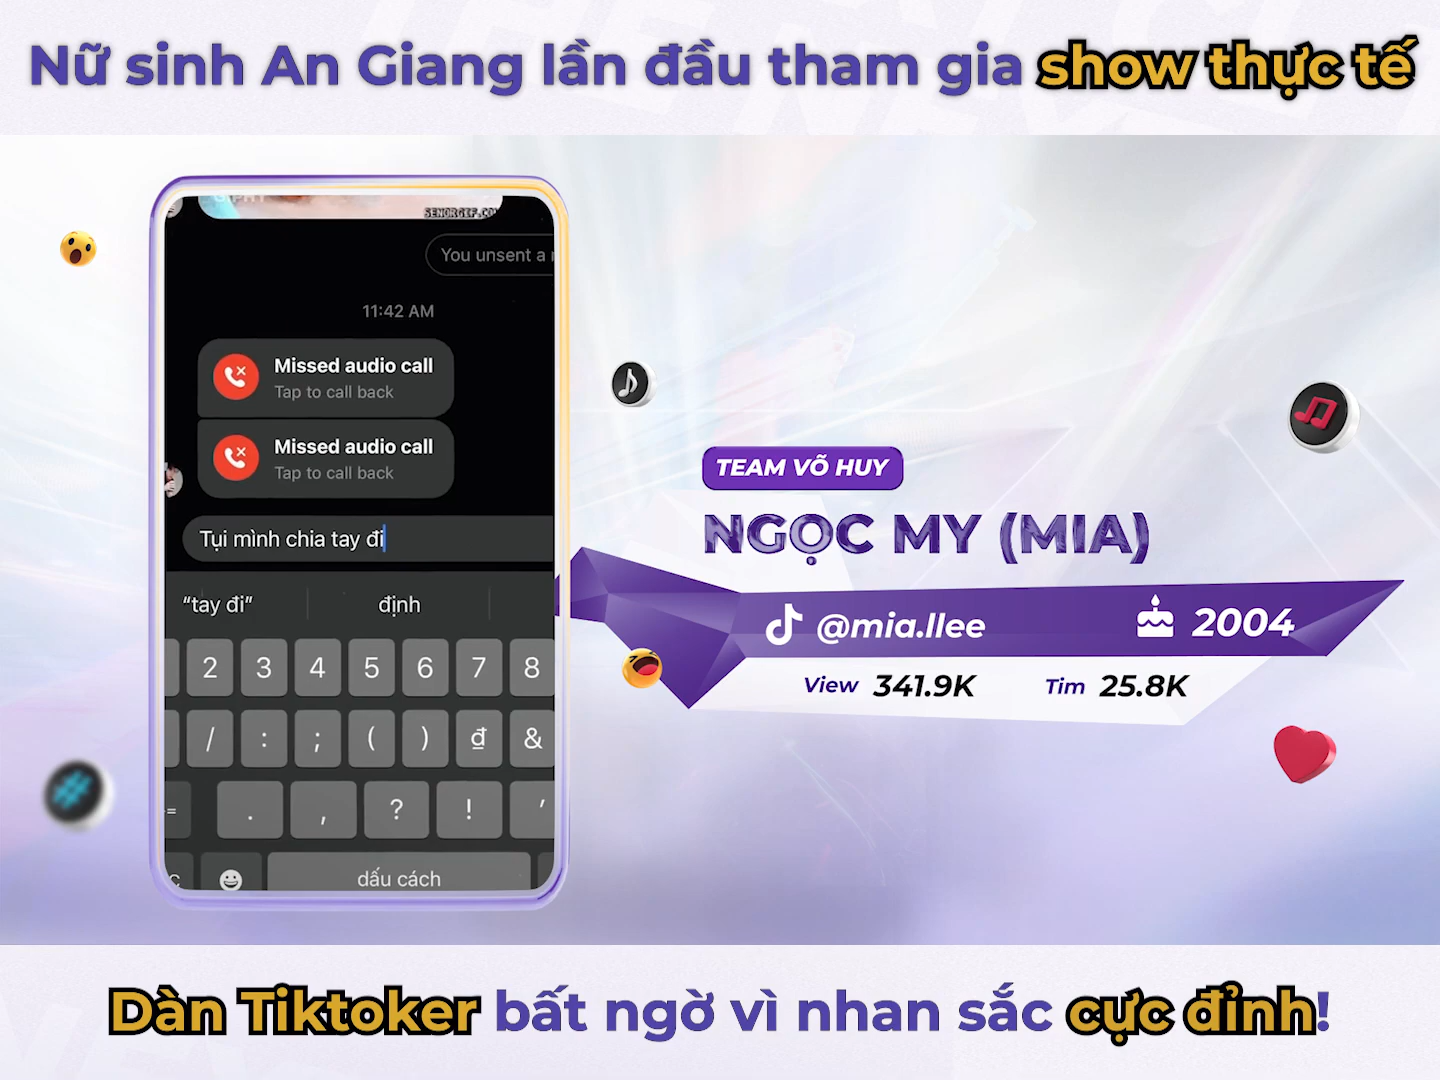 Nữ sinh An Giang lần đầu tham gia show thực tế
SENORGIF.CO
You unsent a
11:42 AM
Missed audio call
Tap to call back
Missed audio call
Tap to call back
Tụi mình chia tay đi
“tay đi” định
2 3 4 5 6 7 8
/ : ; ( ) ₫ &
. , ? ! ’
dấu cách
TEAM VÕ HUY
NGỌC MY (MIA)
@mia.llee 2004
View 341.9K Tim 25.8K
#
Dàn Tiktoker bất ngờ vì nhan sắc cực đỉnh!